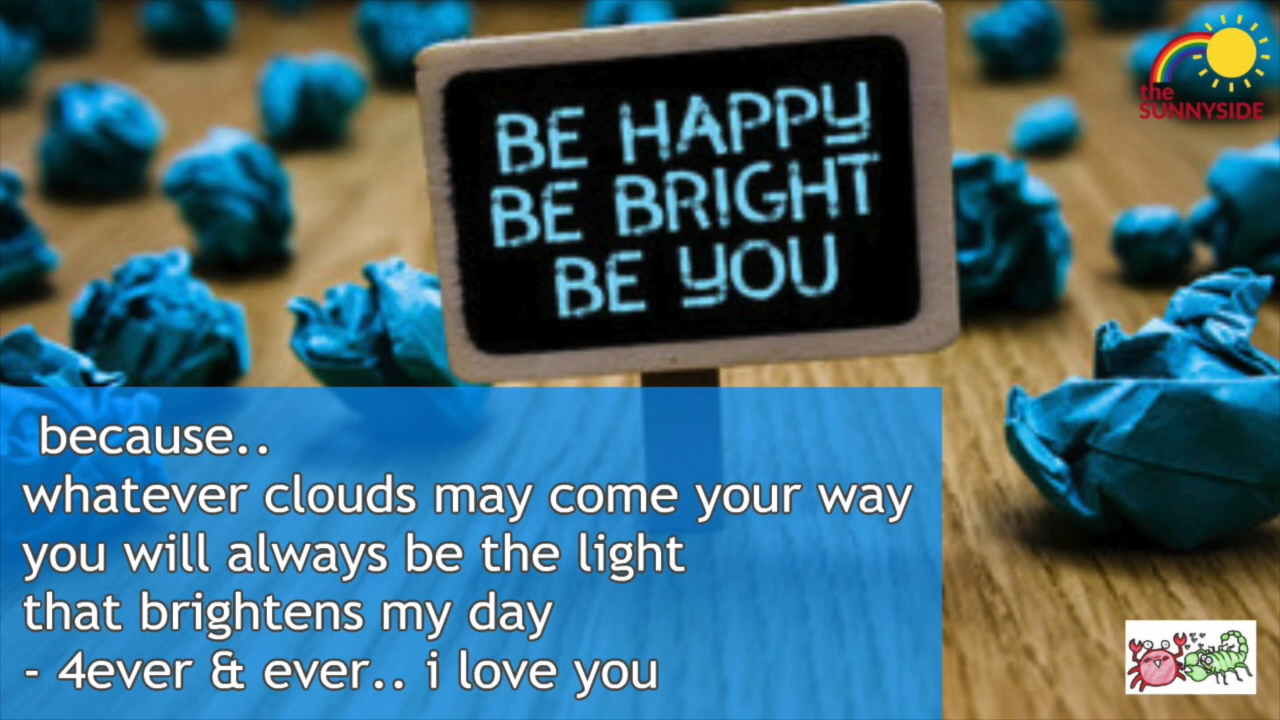 BE HAPPY
BE BRIGHT
BE YOU
the
SUNNYSIDE
because..
whatever clouds may come your way
you will always be the light
that brightens my day
- 4ever & ever.. i love you